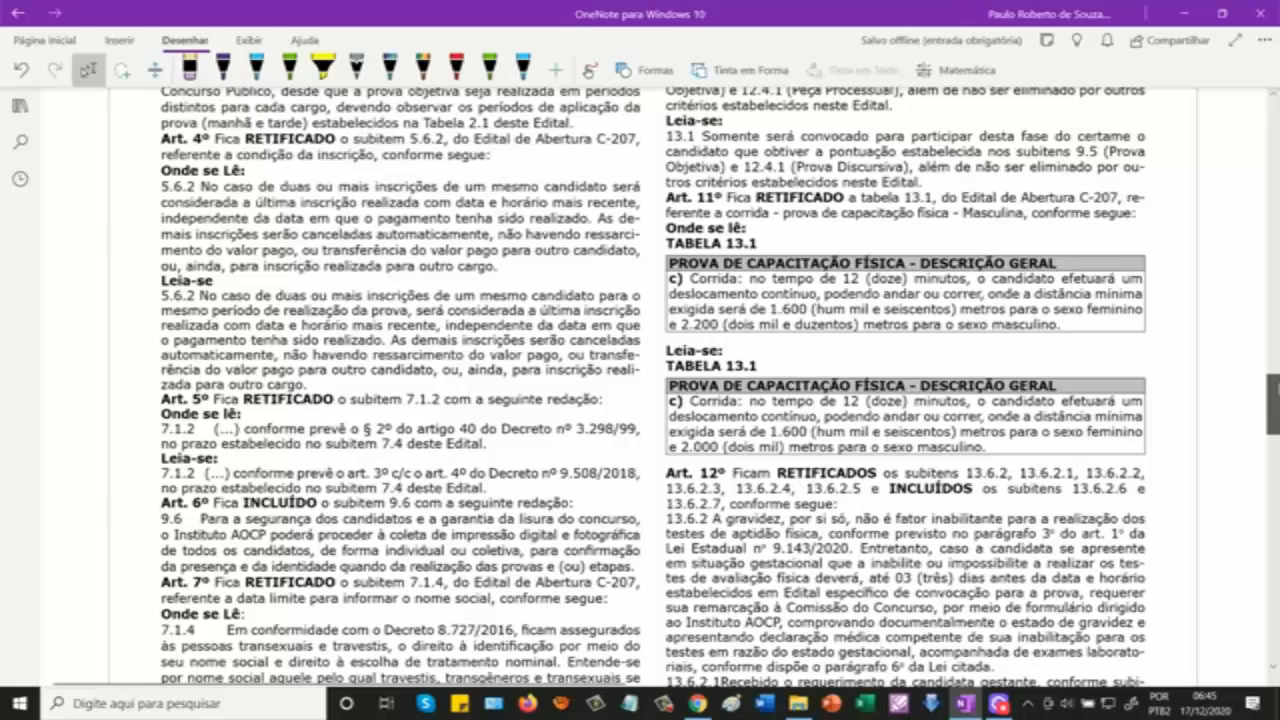 OneNote para Windows 10
Paulo Roberto de Souza...
Página Inicial Inserir Desenhar Exibir Ajuda
Salvo offline (entrada obrigatória)
Compartilhar
Formas
Tinta em Forma
Tinta em Texto
Matemática
Concurso Público, desde que a prova objetiva seja realizada em períodos
distintos para cada cargo, devendo observar os períodos de aplicação da
prova (manhã e tarde) estabelecidos na Tabela 2.1 deste Edital.
Art. 4º Fica RETIFICADO o subitem 5.6.2, do Edital de Abertura C-207,
referente a condição da inscrição, conforme segue:
Onde se Lê:
5.6.2 No caso de duas ou mais inscrições de um mesmo candidato será
considerada a última inscrição realizada com data e horário mais recente,
independente da data em que o pagamento tenha sido realizado. As de-
mais inscrições serão canceladas automaticamente, não havendo ressarci-
mento do valor pago, ou transferência do valor pago para outro candidato,
ou, ainda, para inscrição realizada para outro cargo.
Leia-se
5.6.2 No caso de duas ou mais inscrições de um mesmo candidato para o
mesmo período de realização da prova, será considerada a última inscrição
realizada com data e horário mais recente, independente da data em que
o pagamento tenha sido realizado. As demais inscrições serão canceladas
automaticamente, não havendo ressarcimento do valor pago, ou transfe-
rência do valor pago para outro candidato, ou, ainda, para inscrição reali-
zada para outro cargo.
Art. 5º Fica RETIFICADO o subitem 7.1.2 com a seguinte redação:
Onde se lê:
7.1.2 (...) conforme prevê o § 2º do artigo 40 do Decreto nº 3.298/99,
no prazo estabelecido no subitem 7.4 deste Edital.
Leia-se:
7.1.2 (...) conforme prevê o art. 3º c/c o art. 4º do Decreto nº 9.508/2018,
no prazo estabelecido no subitem 7.4 deste Edital.
Art. 6º Fica INCLUÍDO o subitem 9.6 com a seguinte redação:
9.6 Para a segurança dos candidatos e a garantia da lisura do concurso,
o Instituto AOCP poderá proceder à coleta de impressão digital e fotográfica
de todos os candidatos, de forma individual ou coletiva, para confirmação
da presença e da identidade quando da realização das provas e (ou) etapas.
Art. 7º Fica RETIFICADO o subitem 7.1.4, do Edital de Abertura C-207,
referente a data limite para informar o nome social, conforme segue:
Onde se Lê:
7.1.4 Em conformidade com o Decreto 8.727/2016, ficam assegurados
às pessoas transexuais e travestis, o direito à identificação por meio do
seu nome social e direito à escolha de tratamento nominal. Entende-se
por nome social aquele pelo qual travestis, transgêneros e transexuais se
Objetiva) e 12.4.1 (Peça Processual), além de não ser eliminado por outros
critérios estabelecidos neste Edital.
Leia-se:
13.1 Somente será convocado para participar desta fase do certame o
candidato que obtiver a pontuação estabelecida nos subitens 9.5 (Prova
Objetiva) e 12.4.1 (Prova Discursiva), além de não ser eliminado por ou-
tros critérios estabelecidos neste Edital.
Art. 11º Fica RETIFICADO a tabela 13.1, do Edital de Abertura C-207, re-
ferente a corrida - prova de capacitação física - Masculina, conforme segue:
Onde se lê:
TABELA 13.1
PROVA DE CAPACITAÇÃO FÍSICA - DESCRIÇÃO GERAL
c) Corrida: no tempo de 12 (doze) minutos, o candidato efetuará um
deslocamento contínuo, podendo andar ou correr, onde a distância mínima
exigida será de 1.600 (hum mil e seiscentos) metros para o sexo feminino
e 2.200 (dois mil e duzentos) metros para o sexo masculino.
Leia-se:
TABELA 13.1
PROVA DE CAPACITAÇÃO FÍSICA - DESCRIÇÃO GERAL
c) Corrida: no tempo de 12 (doze) minutos, o candidato efetuará um
deslocamento contínuo, podendo andar ou correr, onde a distância mínima
exigida será de 1.600 (hum mil e seiscentos) metros para o sexo feminino
e 2.000 (dois mil) metros para o sexo masculino.
Art. 12º Ficam RETIFICADOS os subitens 13.6.2, 13.6.2.1, 13.6.2.2,
13.6.2.3, 13.6.2.4, 13.6.2.5 e INCLUÍDOS os subitens 13.6.2.6 e
13.6.2.7, conforme segue:
13.6.2 A gravidez, por si só, não é fator inabilitante para a realização dos
testes de aptidão física, conforme previsto no parágrafo 3º do art. 1º da
Lei Estadual nº 9.143/2020. Entretanto, caso a candidata se apresente
em situação gestacional que a inabilite ou impossibilite a realizar os tes-
tes de avaliação física deverá, até 03 (três) dias antes da data e horário
estabelecidos em Edital específico de convocação para a prova, requerer
sua remarcação à Comissão do Concurso, por meio de formulário dirigido
ao Instituto AOCP, comprovando documentalmente o estado de gravidez e
apresentando declaração médica competente de sua inabilitação para os
testes em razão do estado gestacional, acompanhada de exames laborato-
riais, conforme dispõe o parágrafo 6º da Lei citada.
13.6.2.1Recebido o requerimento da candidata gestante, conforme subi-
Digite aqui para pesquisar
POR
PTB2
06:45
17/12/2020